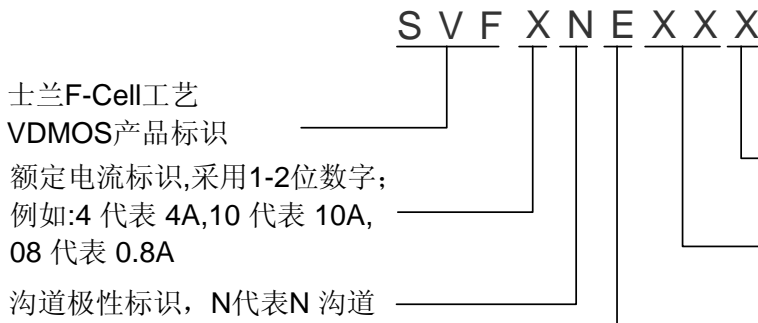 S V F X N E X X X
士兰F-Cell工艺
VDMOS产品标识
额定电流标识,采用1-2位数字；
例如:4 代表 4A,10 代表 10A,
08 代表 0.8A
沟道极性标识，N代表N 沟道